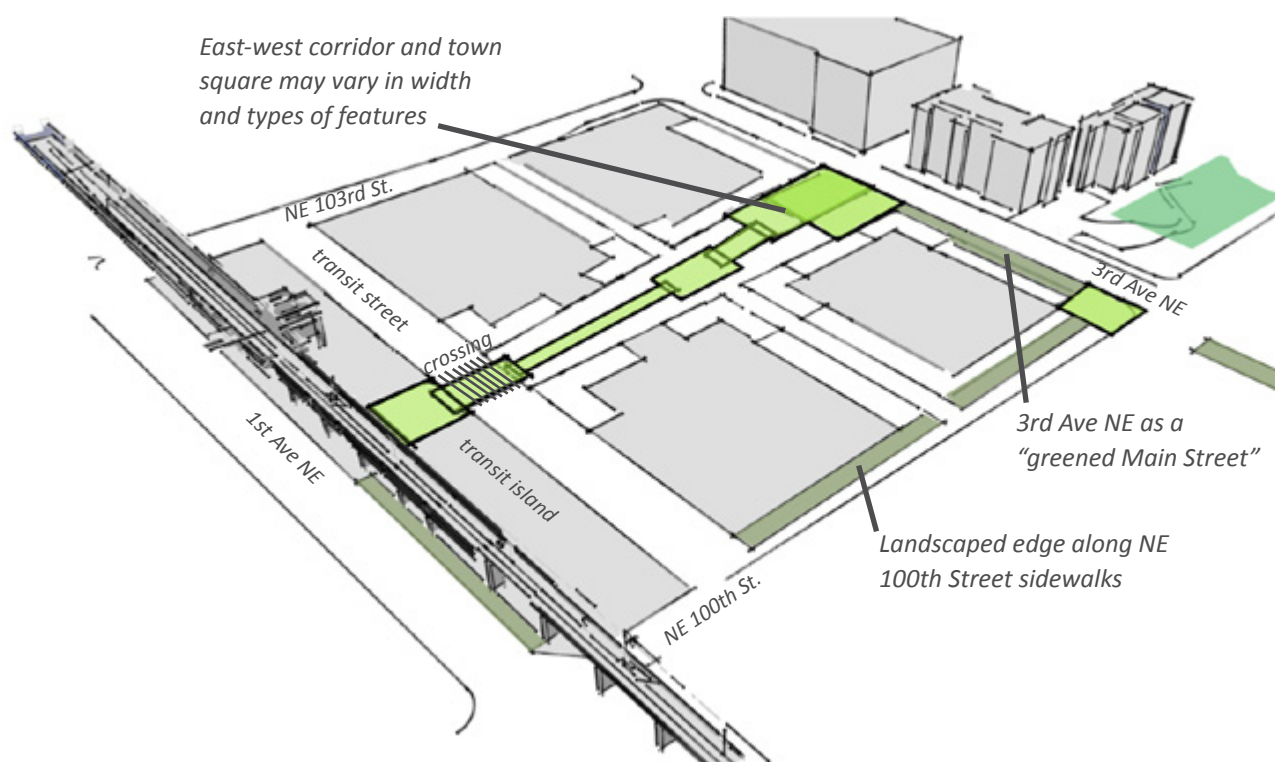 East-west corridor and town
square may vary in width
and types of features
NE 103rd St.
transit street
crossing
3rd Ave NE
1st Ave NE
transit island
3rd Ave NE as a
“greened Main Street”
Landscaped edge along NE
100th Street sidewalks
NE 100th St.